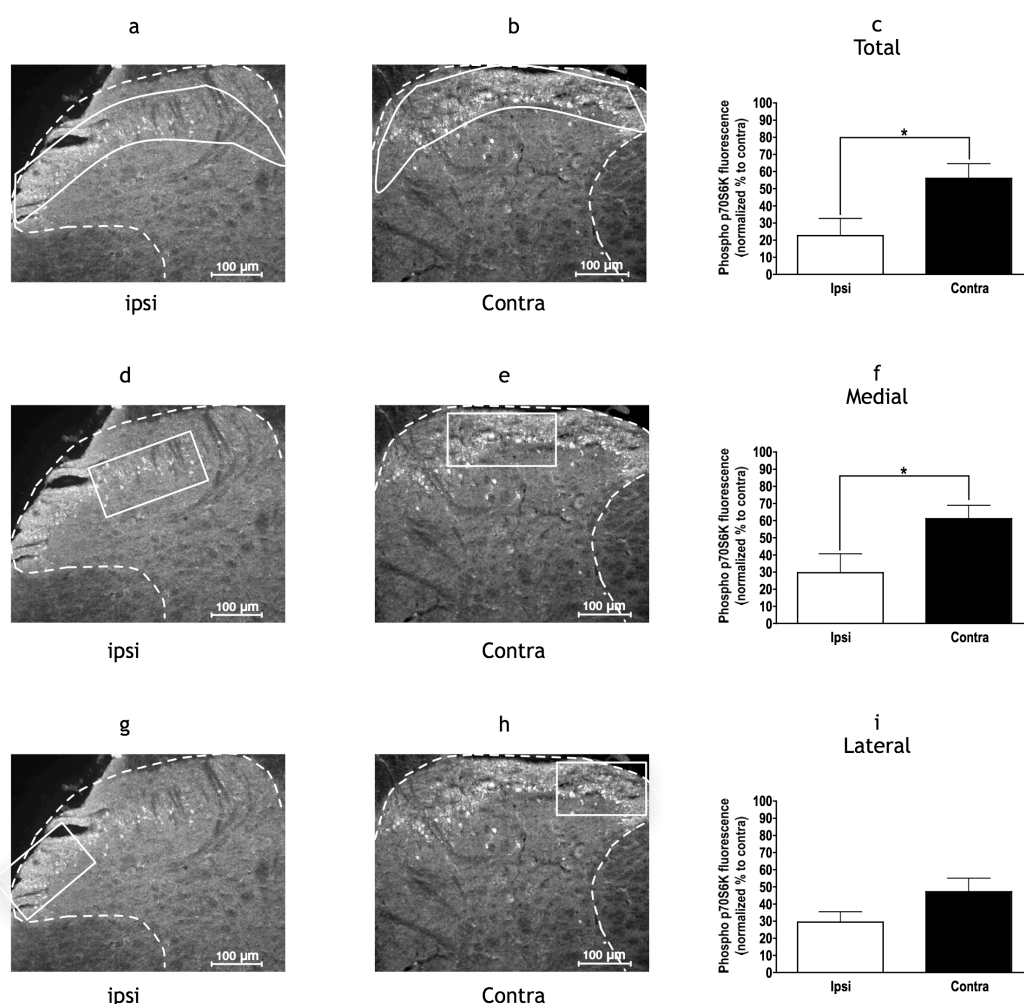 a
b
c
Total
100 µm
100 µm
Phospho p70S6K fluorescence
(normalized % to contra)
100
90
80
70
60
50
40
30
20
10
0
*
Ipsi
Contra
ipsi
Contra
d
e
f
Medial
100 µm
100 µm
Phospho p70S6K fluorescence
(normalized % to contra)
100
90
80
70
60
50
40
30
20
10
0
*
Ipsi
Contra
ipsi
Contra
g
h
i
Lateral
100 µm
100 µm
Phospho p70S6K fluorescence
(normalized % to contra)
100
90
80
70
60
50
40
30
20
10
0
Ipsi
Contra
ipsi
Contra